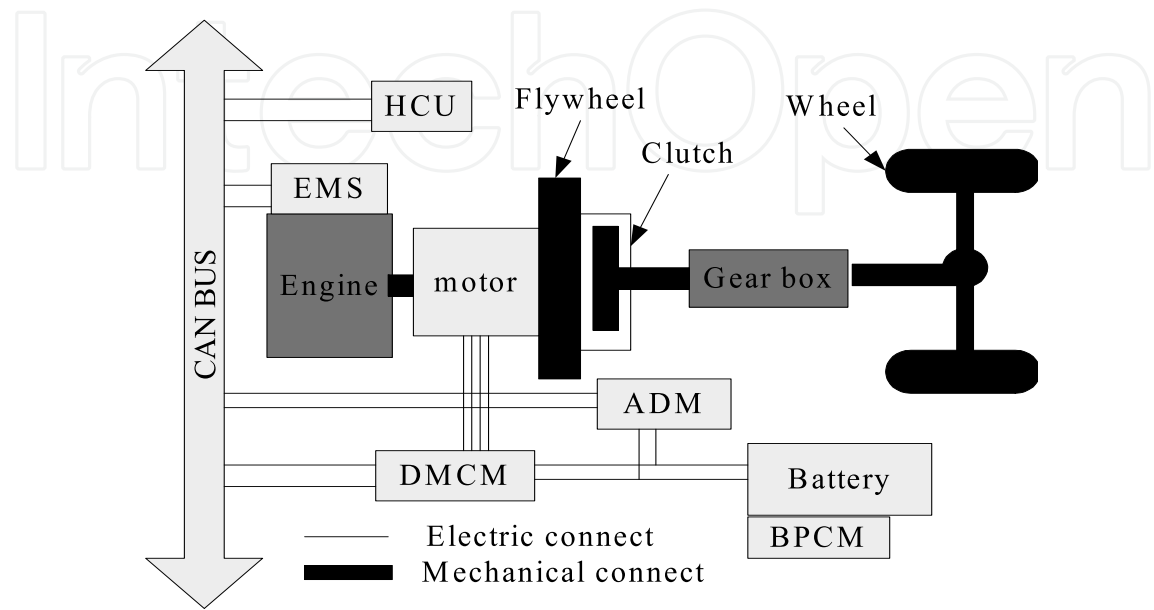 IntechOpen
HCU
Flywheel
Wheel
Clutch
EMS
Engine
motor
Gear box
CAN BUS
ADM
DMCM
Battery
BPCM
Electric connect
Mechanical connect